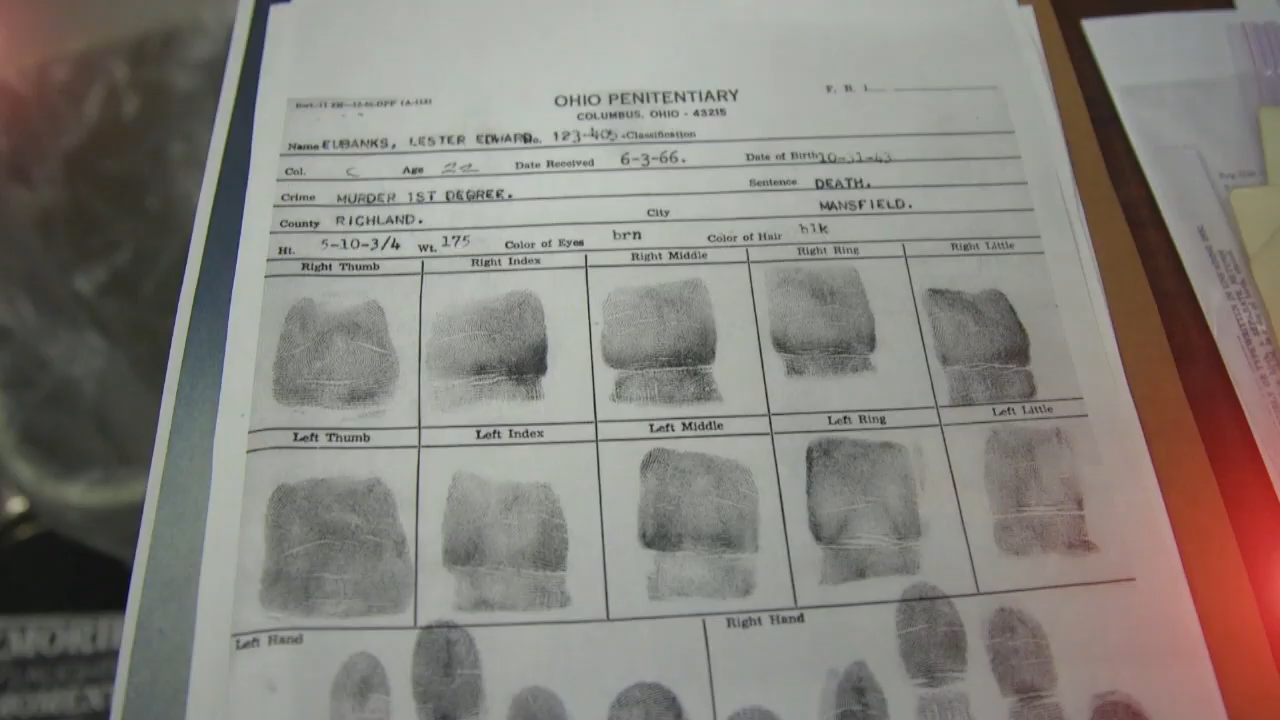 OHIO PENITENTIARY
F. B. I.
COLUMBUS, OHIO - 43215
Name EUBANKS, LESTER EDWARD. No. 123-405 Classification
Col. C Age 22 Date Received 6-3-66. Date of Birth 10-31-43
Crime MURDER 1ST DEGREE. Sentence DEATH.
County RICHLAND. City MANSFIELD.
Ht. 5-10-3/4 Wt. 175 Color of Eyes brn Color of Hair blk
Right Thumb Right Index Right Middle Right Ring Right Little
Left Thumb Left Index Left Middle Left Ring Left Little
Left Hand Right Hand